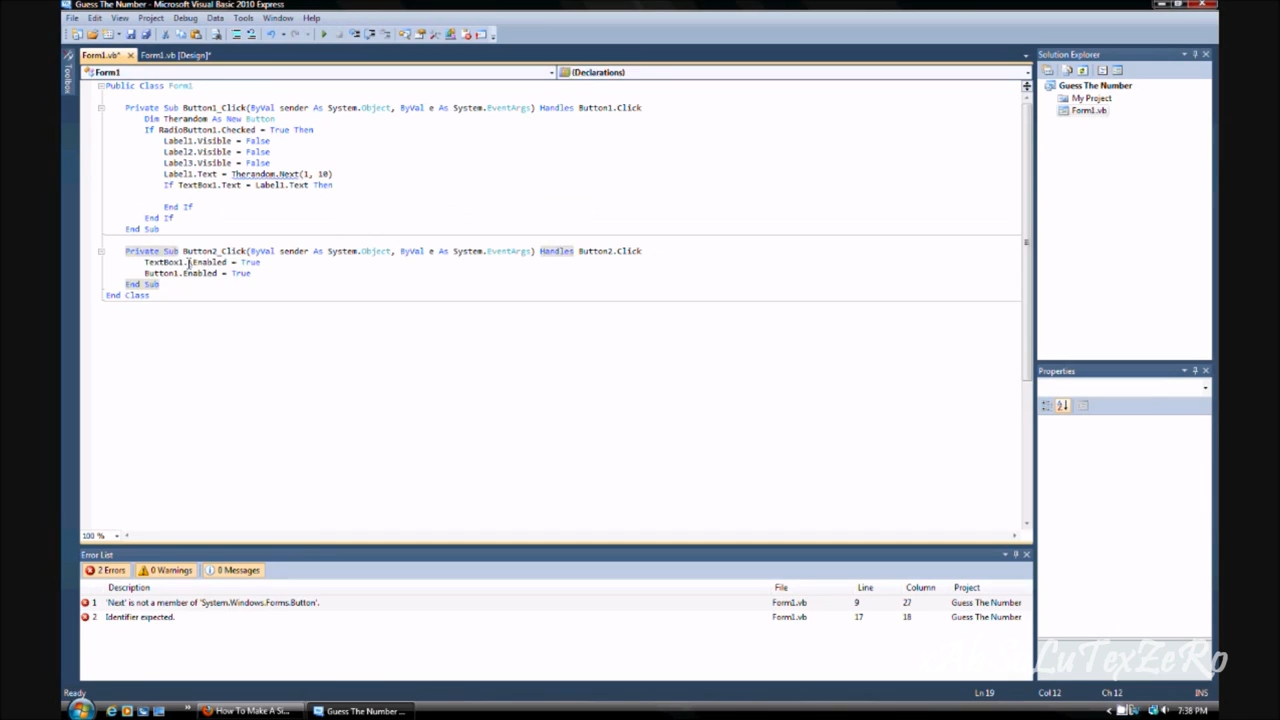 Guess The Number - Microsoft Visual Basic 2010 Express
File Edit View Project Debug Data Tools Window Help
Form1.vb* Form1.vb [Design]*
Toolbox
Form1 (Declarations)
Public Class Form1
Private Sub Button1_Click(ByVal sender As System.Object, ByVal e As System.EventArgs) Handles Button1.Click
Dim Therandom As New Button
If RadioButton1.Checked = True Then
Label1.Visible = False
Label2.Visible = False
Label3.Visible = False
Label1.Text = Therandom.Next(1, 10)
If TextBox1.Text = Label1.Text Then
End If
End If
End Sub
Private Sub Button2_Click(ByVal sender As System.Object, ByVal e As System.EventArgs) Handles Button2.Click
TextBox1..Enabled = True
Button1.Enabled = True
End Sub
End Class
100 %
Solution Explorer
Guess The Number
My Project
Form1.vb
Properties
Error List
2 Errors 0 Warnings 0 Messages
Description File Line Column Project
1 'Next' is not a member of 'System.Windows.Forms.Button'. Form1.vb 9 27 Guess The Number
2 Identifier expected. Form1.vb 17 18 Guess The Number
Ready Ln 19 Col 12 Ch 12 INS
How To Make A Si... Guess The Number ... 7:38 PM